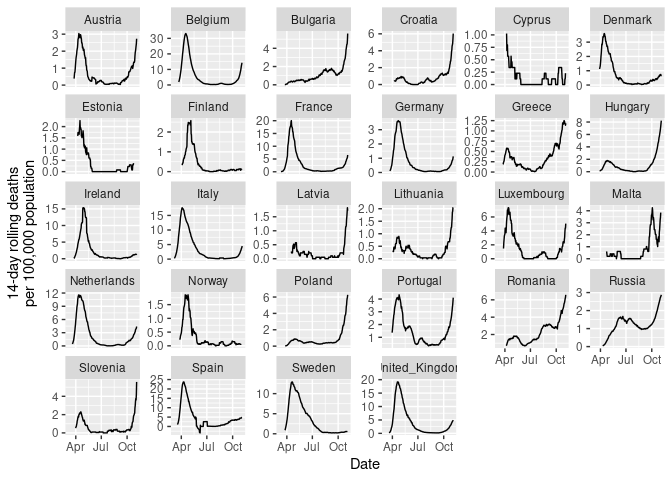 Austria Belgium Bulgaria Croatia Cyprus Denmark
3 2 1 0
30 20 10 0
4 2 0
6 4 2 0
1.00 0.75 0.50 0.25 0.00
3 2 1 0
Estonia Finland France Germany Greece Hungary
2.0 1.5 1.0 0.5 0.0
2 1 0
20 15 10 5 0
3 2 1 0
1.25 1.00 0.75 0.50 0.25 0.00
8 6 4 2 0
Ireland Italy Latvia Lithuania Luxembourg Malta
15 10 5 0
15 10 5 0
1.5 1.0 0.5 0.0
2.0 1.5 1.0 0.5 0.0
6 4 2 0
4 3 2 1 0
Netherlands Norway Poland Portugal Romania Russia
12 9 6 3 0
1.5 1.0 0.5 0.0
6 4 2 0
4 3 2 1
6 4 2
3 2 1 0
Apr Jul Oct Apr Jul Oct
Slovenia Spain Sweden Jnited_Kingdor
4 2 0
25 20 15 10 5 0
10 5 0
20 15 10 5 0
Apr Jul Oct Apr Jul Oct Apr Jul Oct Apr Jul Oct
Date
14-day rolling deaths
per 100,000 population